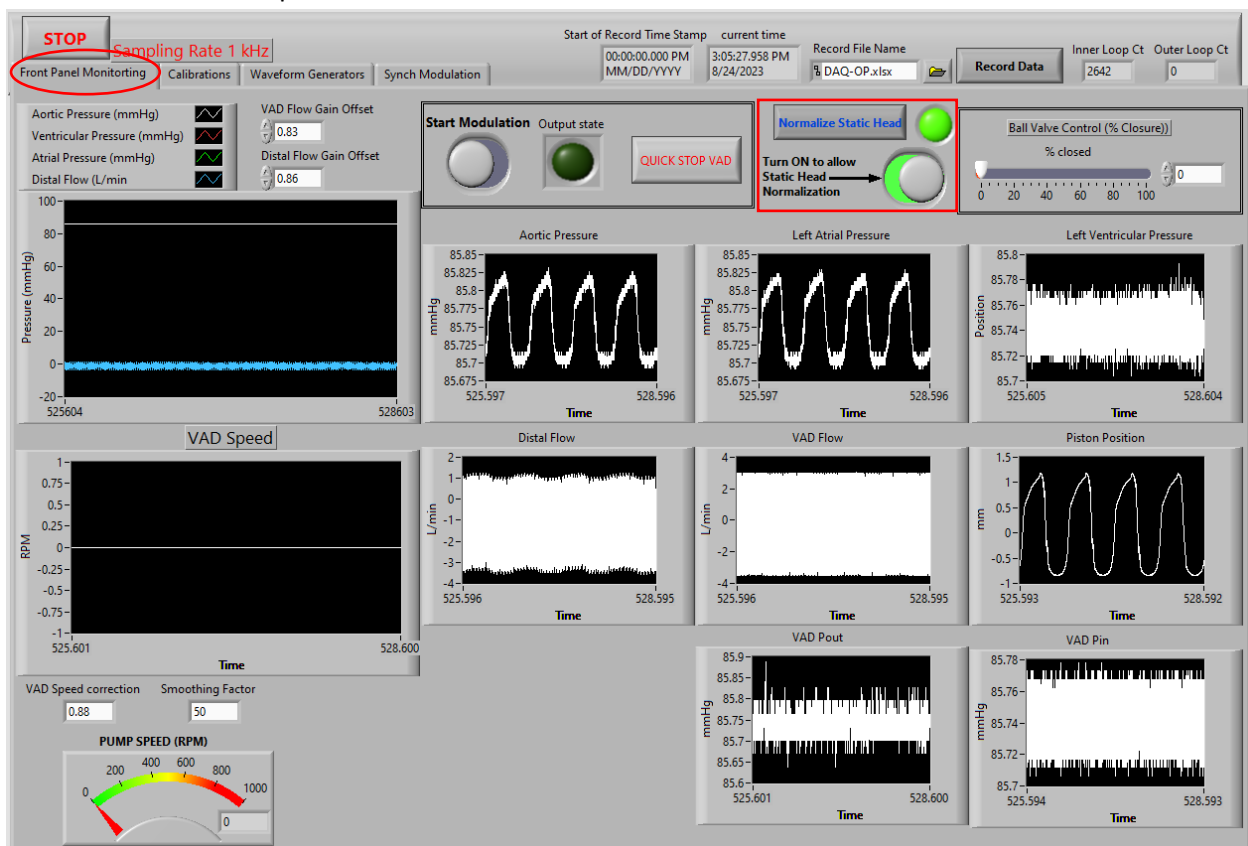 STOP
Sampling Rate 1 kHz
Start of Record Time Stamp
current time
00:00:00.000 PM
MM/DD/YYYY
3:05:27.958 PM
8/24/2023
Record File Name
DAQ-OP.xlsx
Record Data
Inner Loop Ct
Outer Loop Ct
2642
0
Front Panel Monitorting
Calibrations
Waveform Generators
Synch Modulation
Aortic Pressure (mmHg)
Ventricular Pressure (mmHg)
Atrial Pressure (mmHg)
Distal Flow (L/min
VAD Flow Gain Offset
0.83
Distal Flow Gain Offset
0.86
Start Modulation
Output state
QUICK STOP VAD
Normalize Static Head
Turn ON to allow
Static Head
Normalization
Ball Valve Control (% Closure))
% closed
0
0 20 40 60 80 100
Pressure (mmHg)
100
80
60
40
20
0
-20
525604
528603
Aortic Pressure
mmHg
85.85
85.825
85.8
85.775
85.75
85.725
85.7
85.675
525.597
528.596
Time
Left Atrial Pressure
mmHg
85.85
85.825
85.8
85.775
85.75
85.725
85.7
85.675
525.597
528.596
Time
Left Ventricular Pressure
Position
85.8
85.78
85.76
85.74
85.72
85.7
525.605
528.604
Time
VAD Speed
RPM
1
0.75
0.5
0.25
0
-0.25
-0.5
-0.75
-1
525.601
528.600
Time
Distal Flow
L/min
2
1
0
-1
-2
-3
-4
525.596
528.595
Time
VAD Flow
L/min
4
2
0
-2
-4
525.596
528.595
Time
Piston Position
mm
1.5
1
0.5
0
-0.5
-1
525.593
528.592
Time
VAD Speed correction
0.88
Smoothing Factor
50
PUMP SPEED (RPM)
0
200
400
600
800
1000
0
VAD Pout
mmHg
85.9
85.85
85.8
85.75
85.7
85.65
85.6
525.601
528.600
Time
VAD Pin
mmHg
85.78
85.76
85.74
85.72
85.7
525.594
528.593
Time